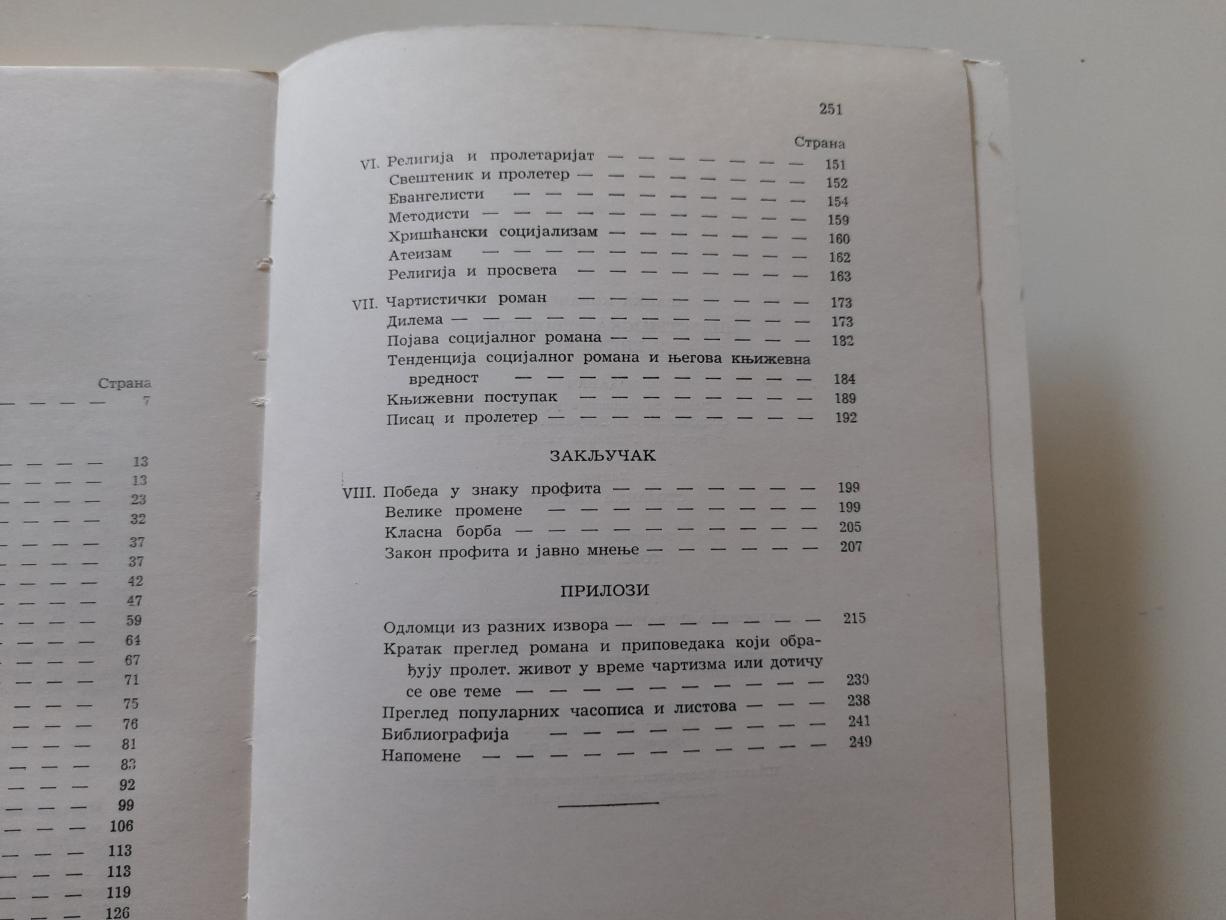 Страна
— — — — 7
— — — — 13
— — — — 13
— — — — 23
— — — — 32
— — — — 37
— — — — 37
— — — — 42
— — — — 47
— — — — 59
— — — — 64
— — — — 67
— — — — 71
— — — — 75
— — — — 76
— — — — 81
— — — — 83
— — — — 92
— — — — 99
— — — — 106
— — — — 113
— — — — 113
— — — — 119
— — — — 126
251
Страна
VI. Религија и пролетаријат — — — — — — — 151
Свештеник и пролетер — — — — — — — — 152
Евангелисти — — — — — — — — — — 154
Методисти — — — — — — — — — — — 159
Хришћански социјализам — — — — — — — 160
Атеизам — — — — — — — — — — — 162
Религија и просвета — — — — — — — — 163
VII. Чартистички роман — — — — — — — — 173
Дилема — — — — — — — — — — — — 173
Појава социјалног романа — — — — — — — 182
Тенденција социјалног романа и његова књижевна
вредност — — — — — — — — — — 184
Књижевни поступак — — — — — — — — 189
Писац и пролетер — — — — — — — — — 192
ЗАКЉУЧАК
VIII. Победа у знаку профита — — — — — — — 199
Велике промене — — — — — — — — — 199
Класна борба — — — — — — — — — — 205
Закон профита и јавно мнење — — — — — — 207
ПРИЛОЗИ
Одломци из разних извора — — — — — — — 215
Кратак преглед романа и приповедака који обра-
ђују пролет. живот у време чартизма или дотичу
се ове теме — — — — — — — — — — 230
Преглед популарних часописа и листова — — — 238
Библиографија — — — — — — — — — 241
Напомене — — — — — — — — — — — 249